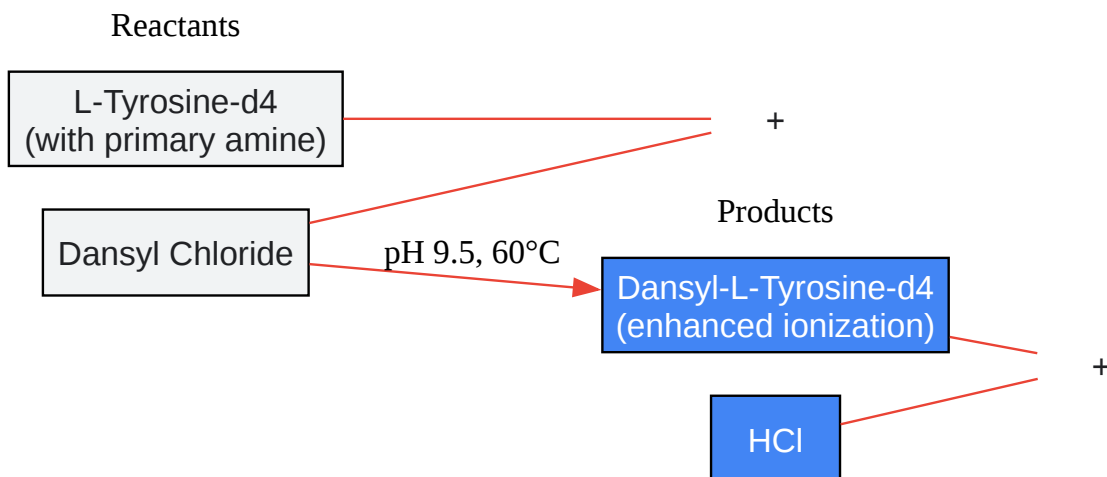 Reactants
L-Tyrosine-d4
(with primary amine)
+
Dansyl Chloride
pH 9.5, 60°C
Products
Dansyl-L-Tyrosine-d4
(enhanced ionization)
+
HCl